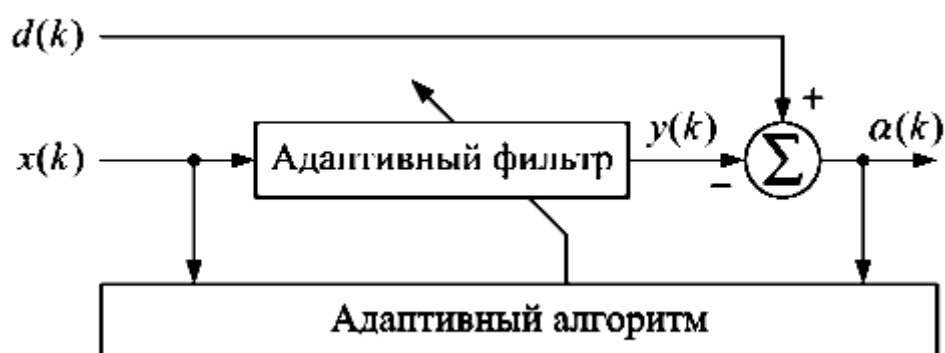 d(k)
+
x(k)
Адаптивный фильтр
y(k)
−
Σ
α(k)
Адаптивный алгоритм